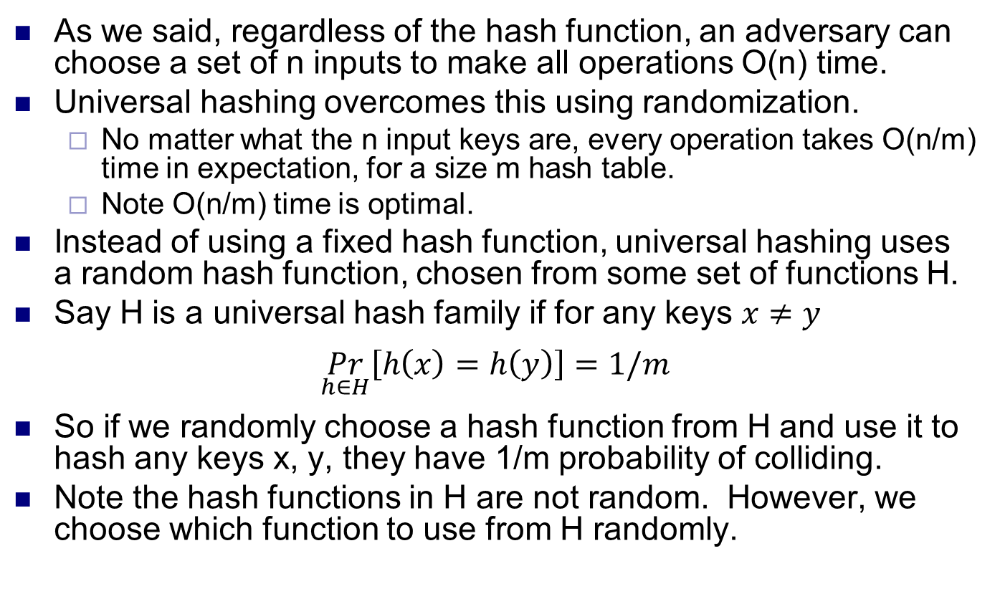 As we said, regardless of the hash function, an adversary can
choose a set of n inputs to make all operations O(n) time.
Universal hashing overcomes this using randomization.
No matter what the n input keys are, every operation takes O(n/m)
time in expectation, for a size m hash table.
Note O(n/m) time is optimal.
Instead of using a fixed hash function, universal hashing uses
a random hash function, chosen from some set of functions H.
Say H is a universal hash family if for any keys x ≠ y
Pr [h(x) = h(y)] = 1/m
h∈H
So if we randomly choose a hash function from H and use it to
hash any keys x, y, they have 1/m probability of colliding.
Note the hash functions in H are not random.  However, we
choose which function to use from H randomly.